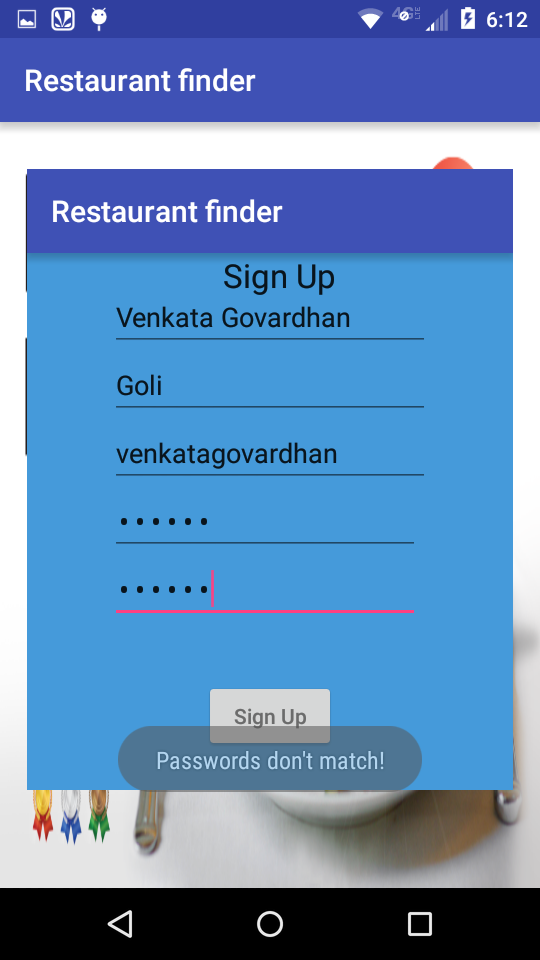 6:12
Restaurant finder
Restaurant finder
Sign Up
Venkata Govardhan
Goli
venkatagovardhan
••••••
••••••
Sign Up
Passwords don't match!